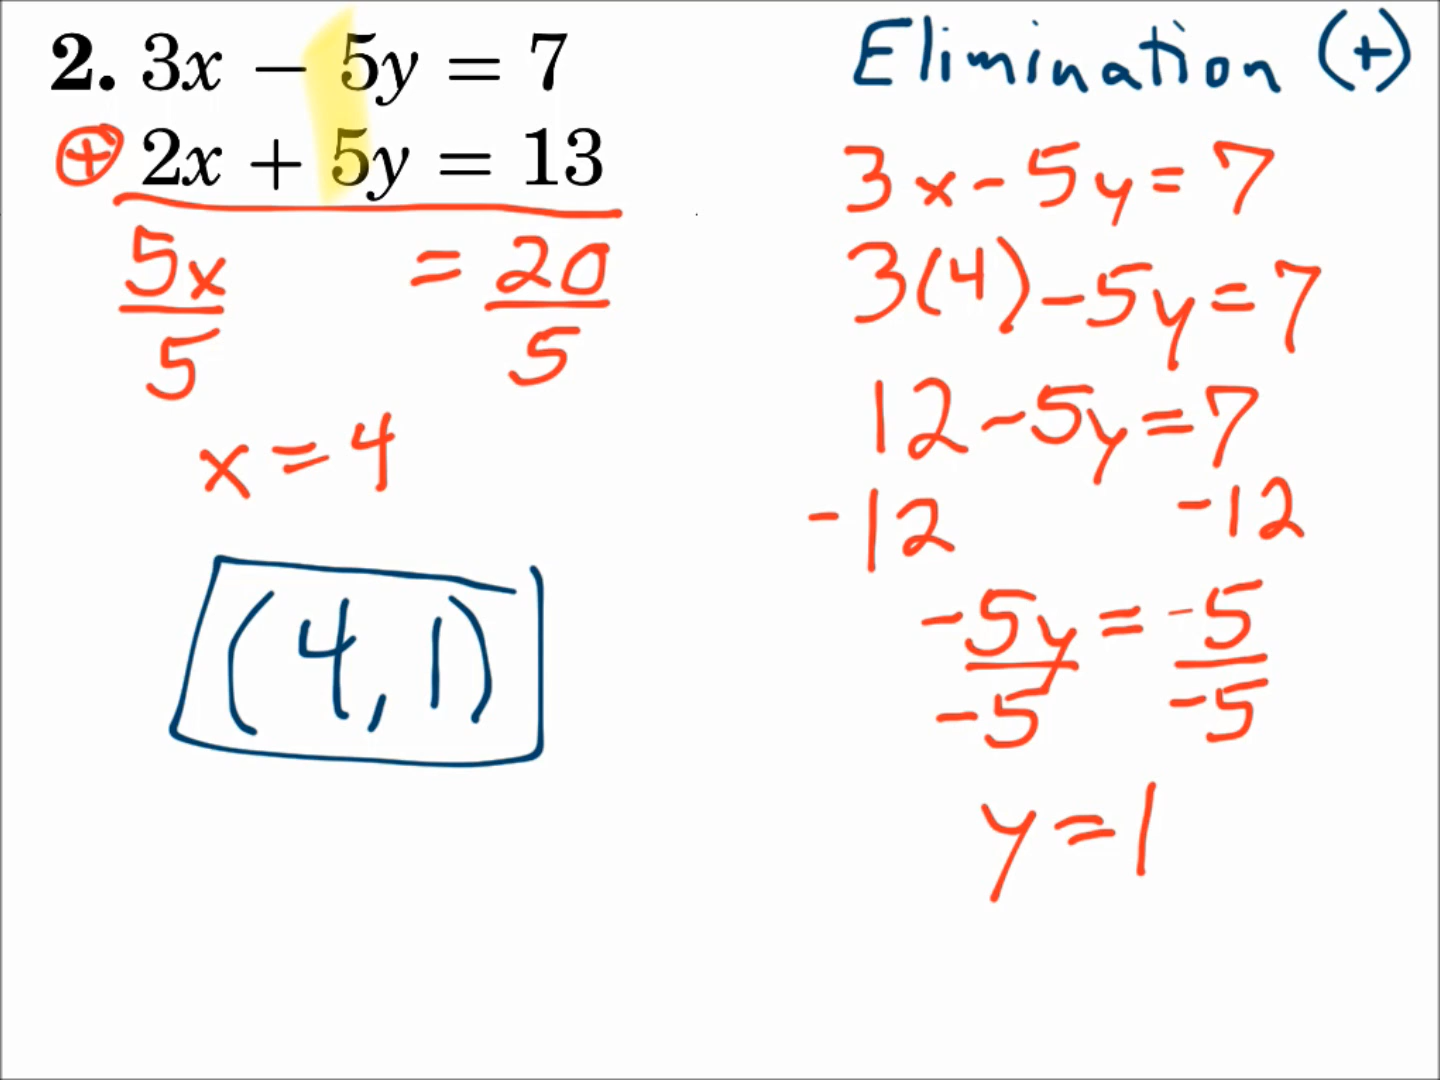 2. 3x − 5y = 7
⊕ 2x + 5y = 13
5x = 20
5 5
x = 4
(4, 1)
Elimination (+)
3x - 5y = 7
3(4) - 5y = 7
12 - 5y = 7
-12 -12
-5y = -5
-5 -5
y = 1